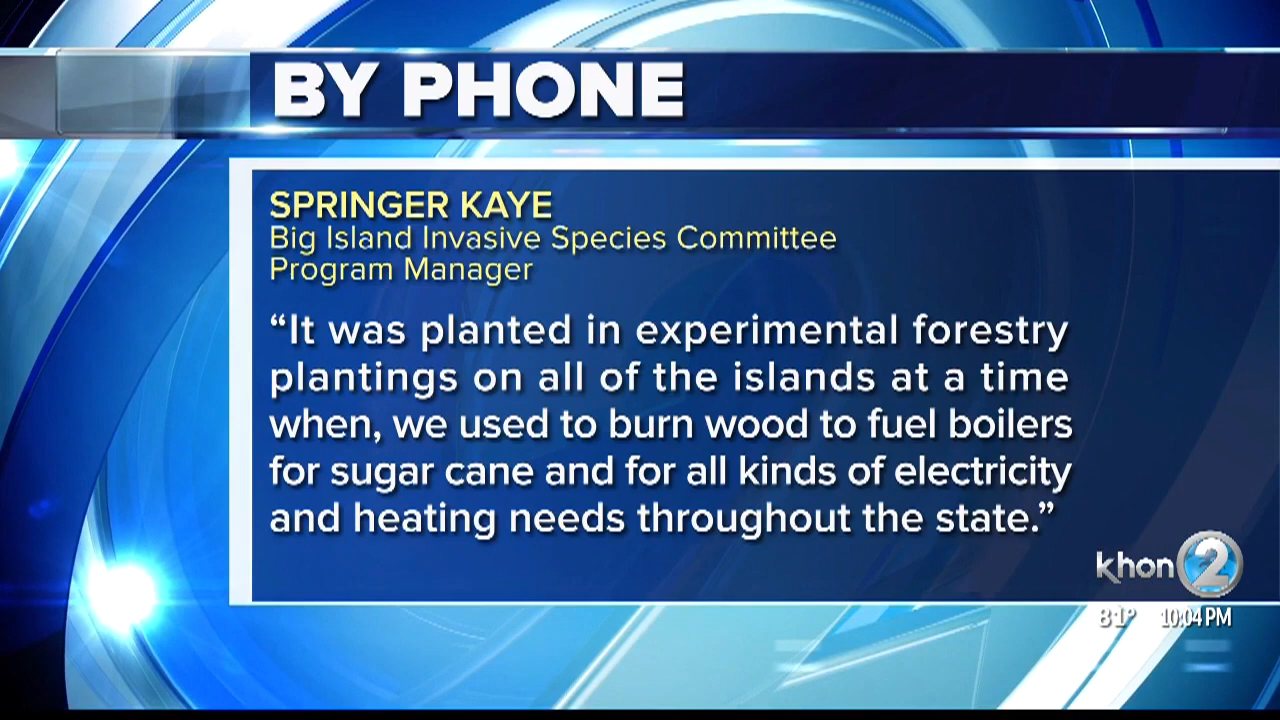 BY PHONE
SPRINGER KAYE
Big Island Invasive Species Committee
Program Manager
“It was planted in experimental forestry
plantings on all of the islands at a time
when, we used to burn wood to fuel boilers
for sugar cane and for all kinds of electricity
and heating needs throughout the state.”
khon 2
81° 10:04 PM